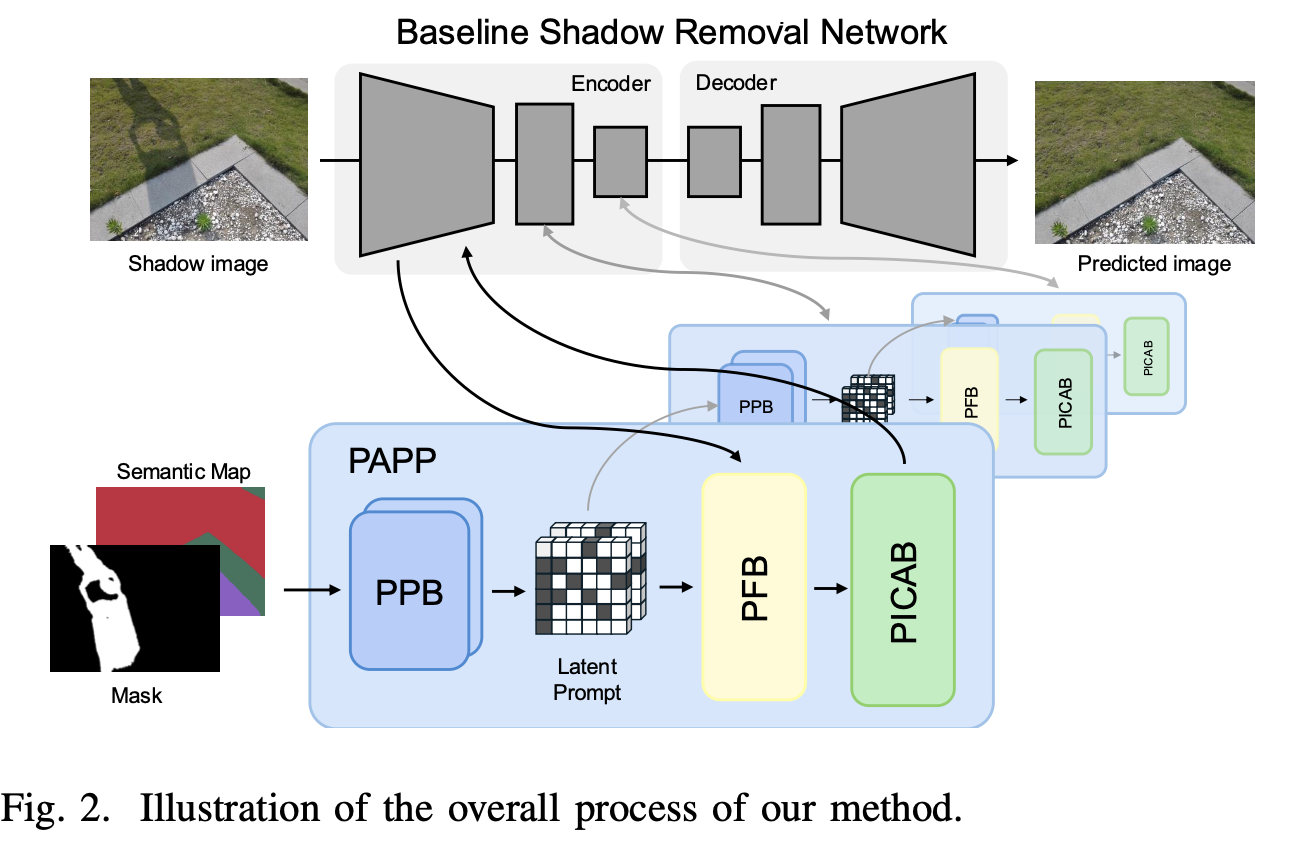 Baseline Shadow Removal Network
Encoder
Decoder
Shadow image
Predicted image
PICAB
PPB
PFB
PICAB
PAPP
Semantic Map
PPB
PFB
PICAB
Latent
Prompt
Mask
Fig. 2. Illustration of the overall process of our method.